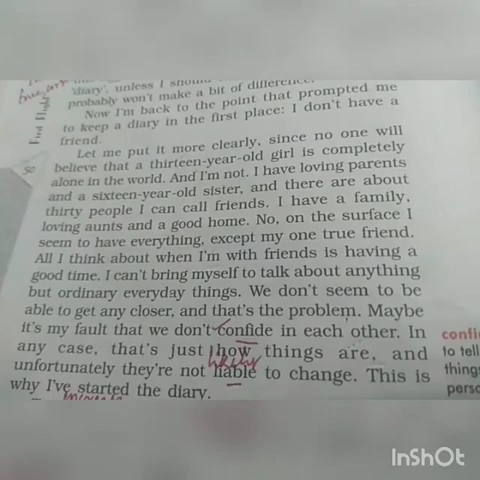 'diary', unless I
probably won't make a bit of difference.
Now I'm back to the point that prompted me
to keep a diary in the first place: I don't have a
friend.
Let me put it more clearly, since no one will
believe that a thirteen-year-old girl is completely
alone in the world. And I'm not. I have loving parents
and a sixteen-year-old sister, and there are about
thirty people I can call friends. I have a family,
loving aunts and a good home. No, on the surface I
seem to have everything, except my one true friend.
All I think about when I'm with friends is having a
good time. I can't bring myself to talk about anything
but ordinary everyday things. We don't seem to be
able to get any closer, and that's the problem. Maybe
it's my fault that we don't confide in each other. In
any case, that's just how things are, and
likely
unfortunately they're not liable to change. This is
why I've started the diary.
First Flight
50
confi
to tell
thing
perso
InShOt